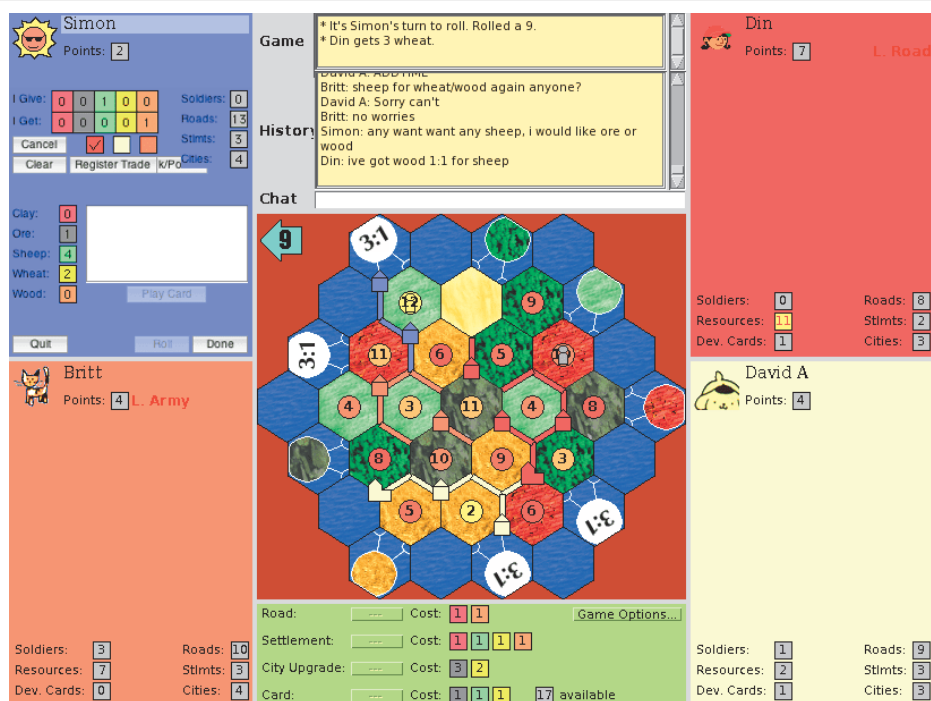 Simon
Points: 2
I Give: 0 0 1 0 0
I Get: 0 0 0 0 1
Soldiers: 0
Roads: 13
Stlmts: 3
Cities: 4
Cancel
Clear
Register Trade
k/Po
Clay: 0
Ore: 1
Sheep: 4
Wheat: 2
Wood: 0
Play Card
Quit
Roll
Done
Game
* It's Simon's turn to roll. Rolled a 9.
* Din gets 3 wheat.
History
David A: ADDTIME
Britt: sheep for wheat/wood again anyone?
David A: Sorry can't
Britt: no worries
Simon: any want want any sheep, i would like ore or
wood
Din: ive got wood 1:1 for sheep
Chat
Din
Points: 7
L. Road
Soldiers: 0
Roads: 8
Resources: 11
Stlmts: 2
Dev. Cards: 1
Cities: 3
9
3:1
12
9
3:1
11
6
5
4
3
11
4
8
8
10
9
3
5
2
6
3:1
3:1
Britt
Points: 4
L. Army
Soldiers: 3
Roads: 10
Resources: 7
Stlmts: 3
Dev. Cards: 0
Cities: 4
Road: --- Cost: 1 1
Game Options...
Settlement: --- Cost: 1 1 1 1
City Upgrade: --- Cost: 3 2
Card: --- Cost: 1 1 1 17 available
David A
Points: 4
Soldiers: 1
Roads: 9
Resources: 2
Stlmts: 3
Dev. Cards: 1
Cities: 3